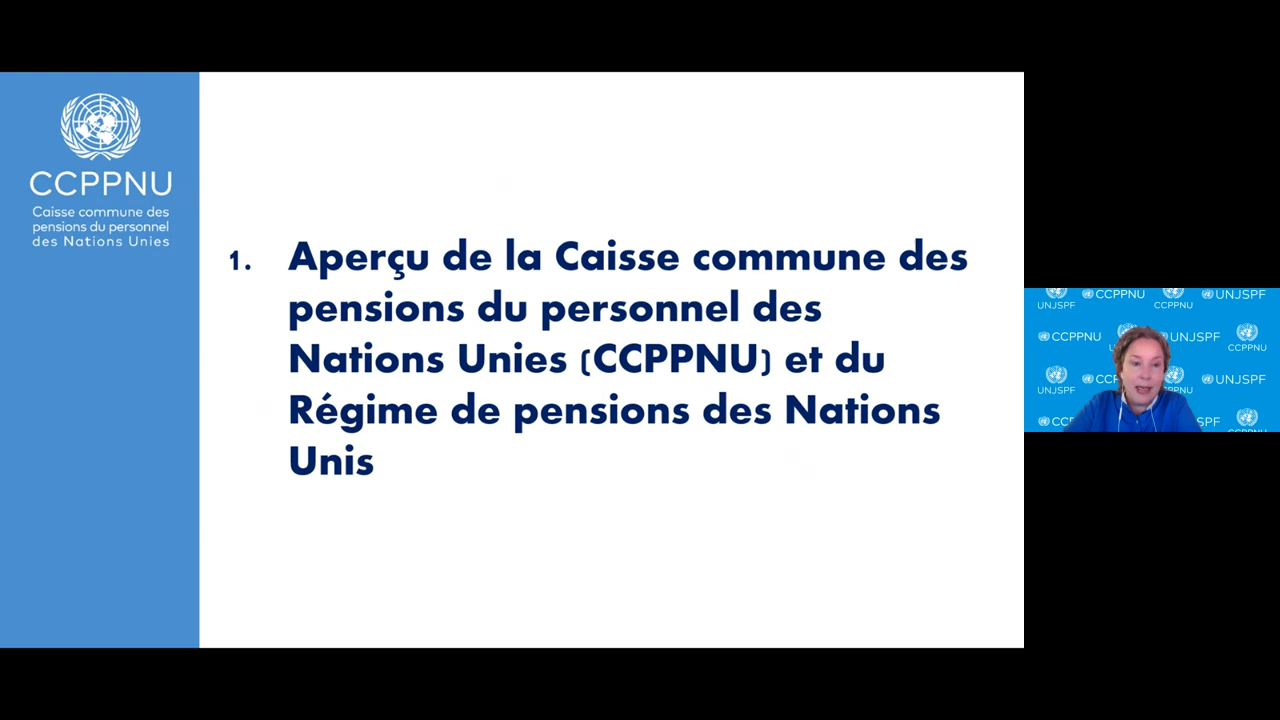 CCPPNU
Caisse commune des
pensions du personnel
des Nations Unies
1. Aperçu de la Caisse commune des
pensions du personnel des
Nations Unies (CCPPNU) et du
Régime de pensions des Nations
Unis
UNJSPF
CCPPNU
CCPPNU
UNJSPF
CCPPNU
UNJSPF
CCPPNU
UNJSPF
UNJSPF